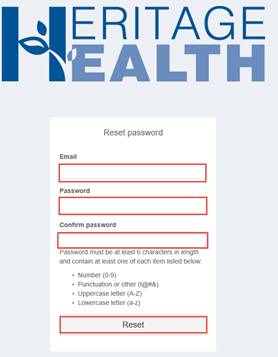 HERITAGE
HEALTH
Reset password
Email
Password
Confirm password
Password must be at least 6 characters in length
and contain at least one of each item listed below:
• Number (0-9)
• Punctuation or other (!@#&)
• Uppercase letter (A-Z)
• Lowercase letter (a-z)
Reset